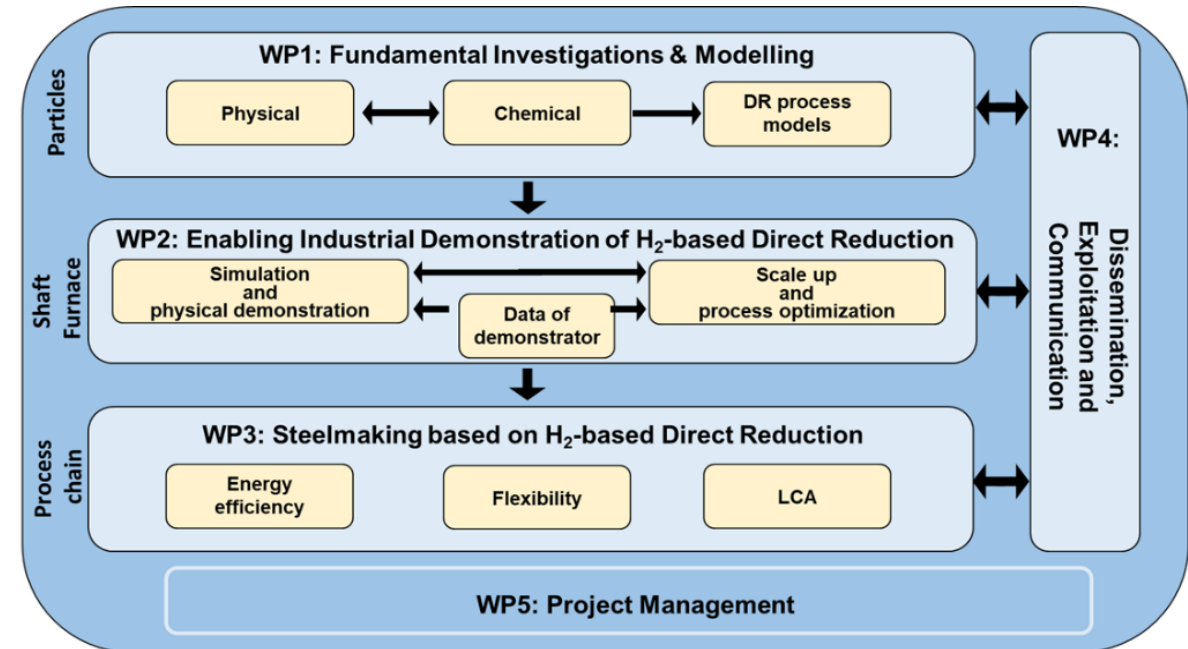 Particles
WP1: Fundamental Investigations & Modelling
Physical
Chemical
DR process
models
Shaft
Furnace
WP2: Enabling Industrial Demonstration of H₂-based Direct Reduction
Simulation
and
physical demonstration
Data of
demonstrator
Scale up
and
process optimization
Process
chain
WP3: Steelmaking based on H₂-based Direct Reduction
Energy
efficiency
Flexibility
LCA
WP4:
Dissemination,
Exploitation and
Communication
WP5: Project Management